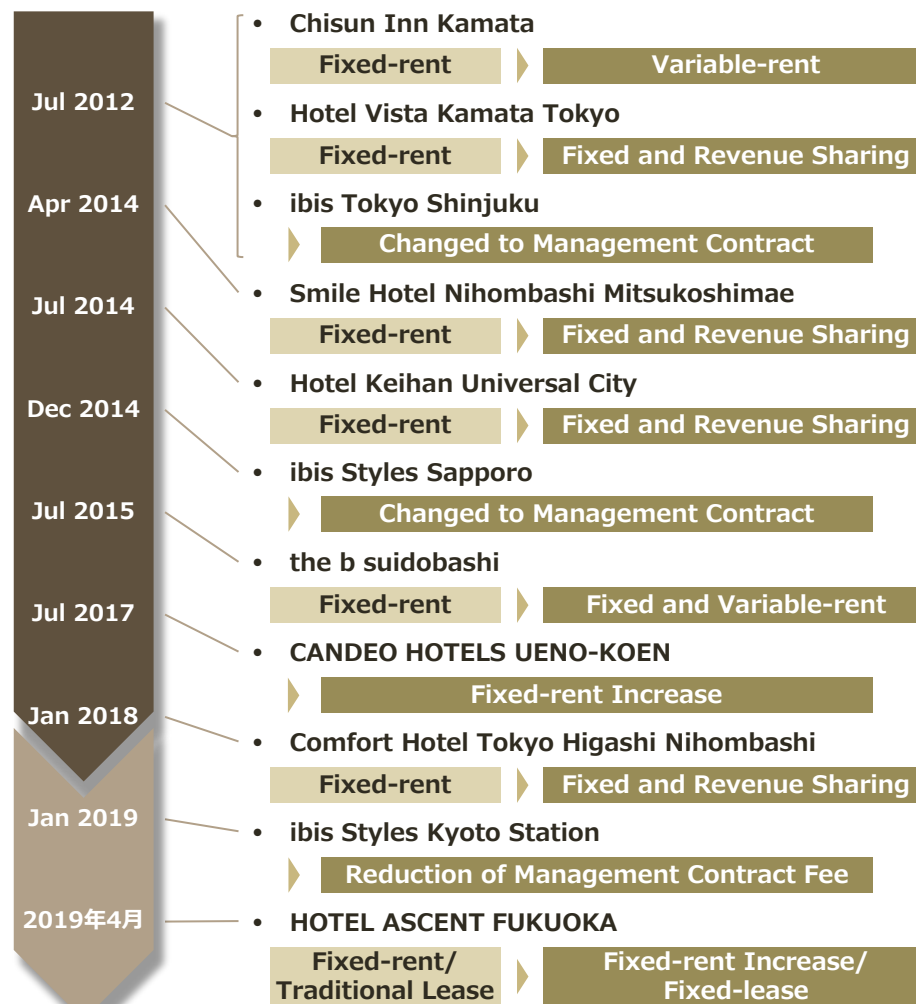 Jul 2012
• Chisun Inn Kamata
Fixed-rent
Variable-rent
• Hotel Vista Kamata Tokyo
Fixed-rent
Fixed and Revenue Sharing
• ibis Tokyo Shinjuku
Changed to Management Contract
Apr 2014
• Smile Hotel Nihombashi Mitsukoshimae
Fixed-rent
Fixed and Revenue Sharing
Jul 2014
• Hotel Keihan Universal City
Fixed-rent
Fixed and Revenue Sharing
Dec 2014
• ibis Styles Sapporo
Changed to Management Contract
Jul 2015
• the b suidobashi
Fixed-rent
Fixed and Variable-rent
Jul 2017
• CANDEO HOTELS UENO-KOEN
Fixed-rent Increase
Jan 2018
• Comfort Hotel Tokyo Higashi Nihombashi
Fixed-rent
Fixed and Revenue Sharing
Jan 2019
• ibis Styles Kyoto Station
Reduction of Management Contract Fee
2019年4月
• HOTEL ASCENT FUKUOKA
Fixed-rent/
Traditional Lease
Fixed-rent Increase/
Fixed-lease